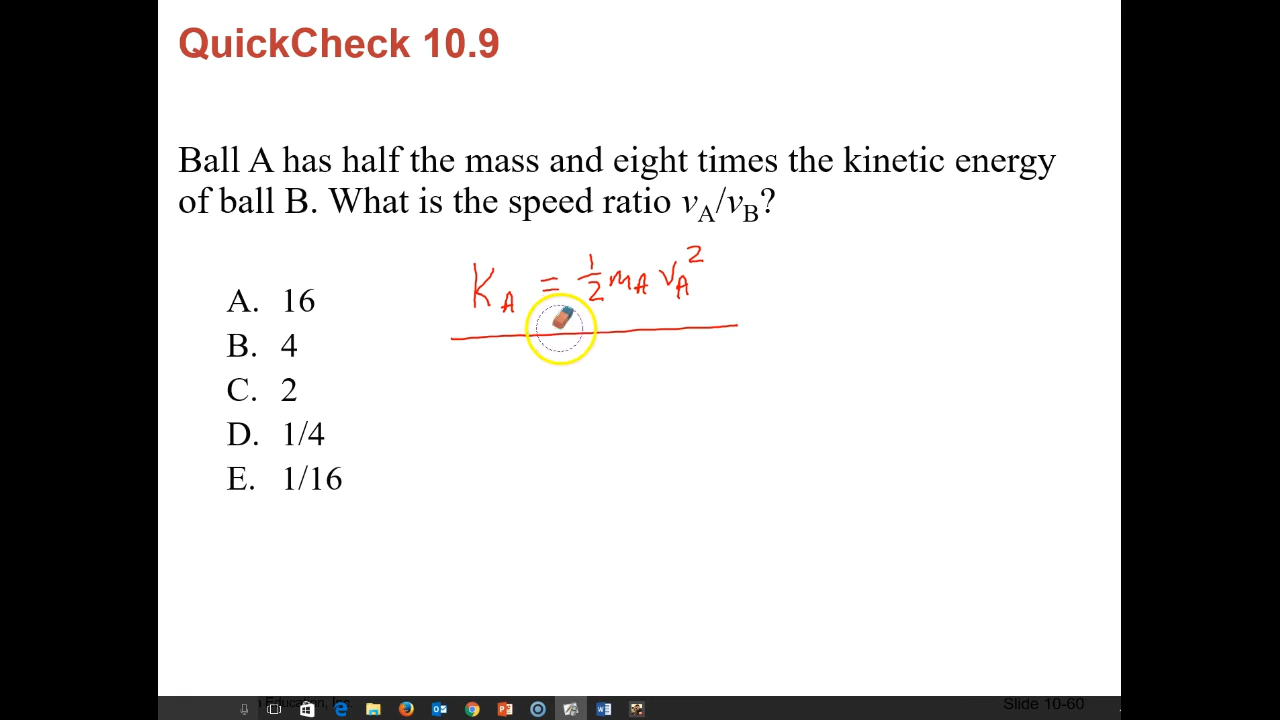 QuickCheck 10.9
Ball A has half the mass and eight times the kinetic energy
of ball B. What is the speed ratio vA/vB?
KA = 1/2 mA vA²
A. 16
B. 4
C. 2
D. 1/4
E. 1/16
Education, Inc.
Slide 10-60